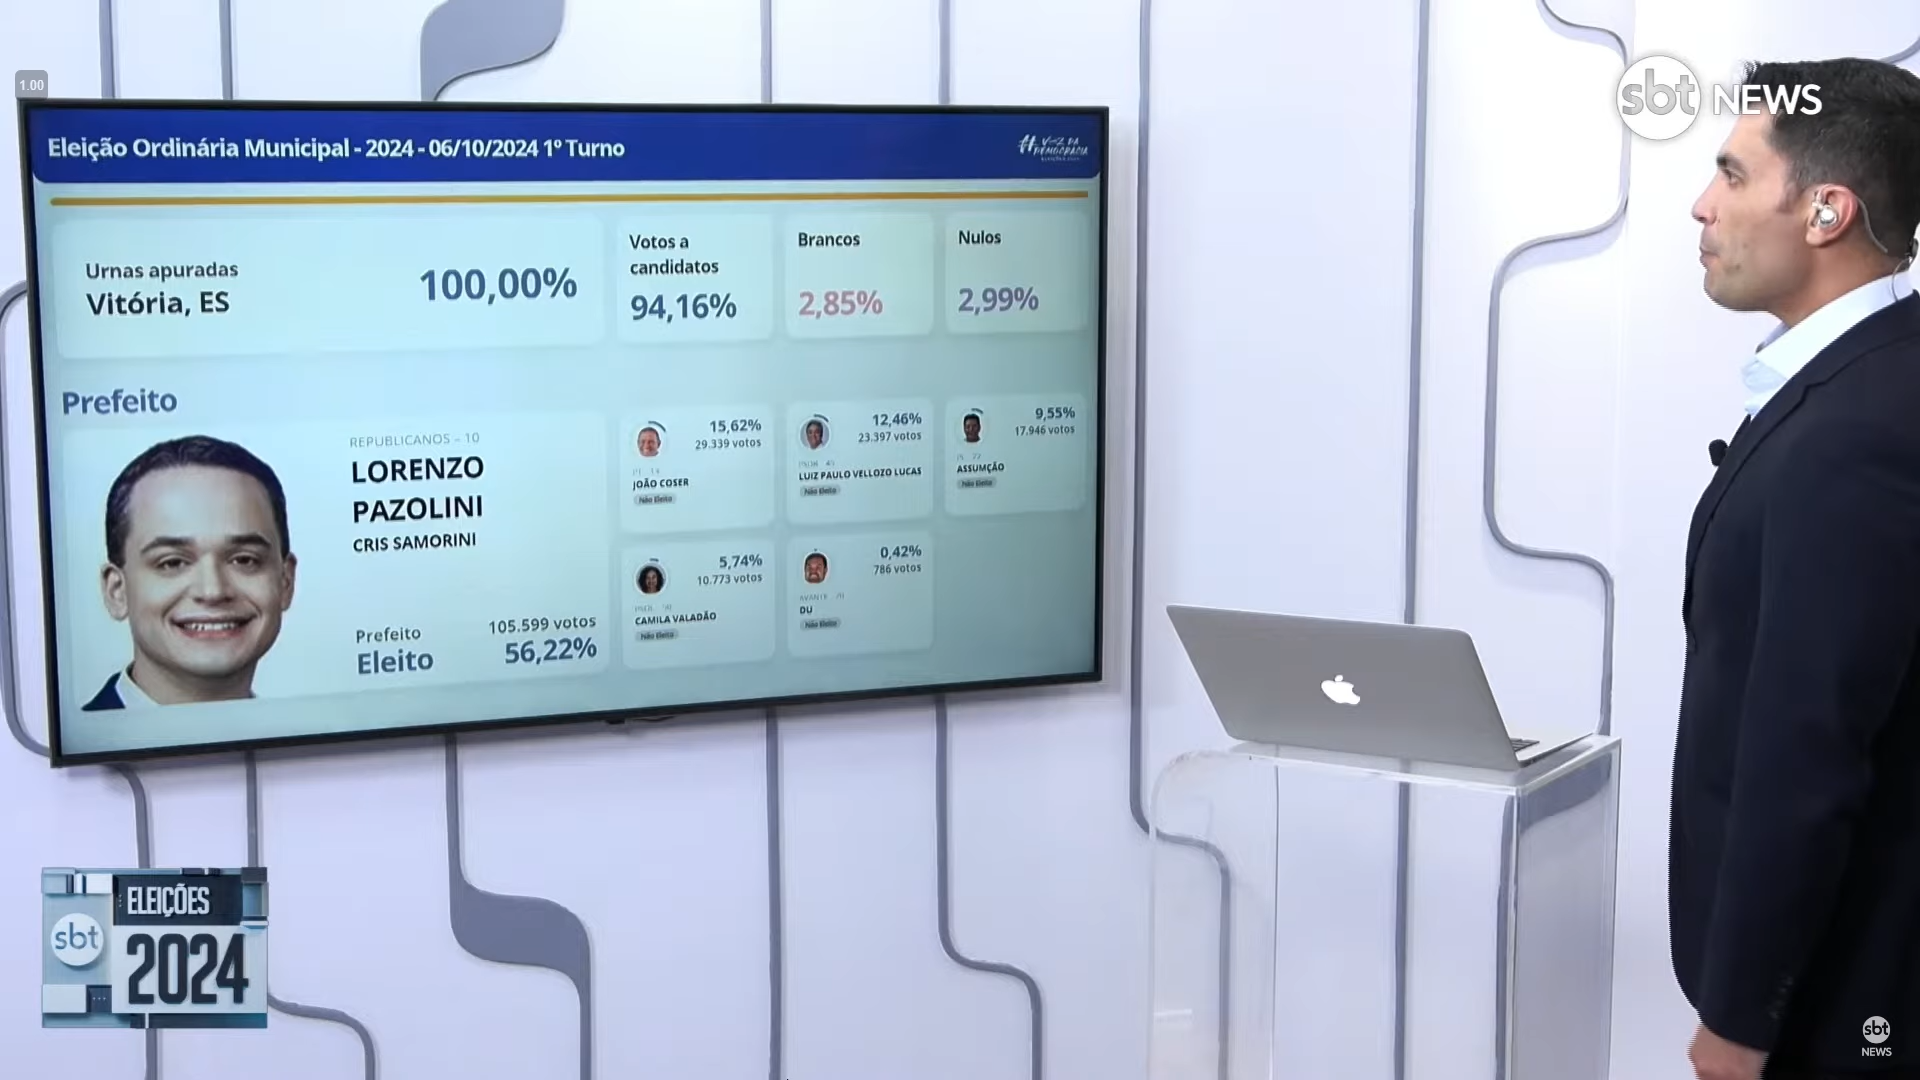 1.00
sbt NEWS
Eleição Ordinária Municipal - 2024 - 06/10/2024 1º Turno
Urnas apuradas
Vitória, ES
100,00%
Votos a
candidatos
94,16%
Brancos
2,85%
Nulos
2,99%
Prefeito
REPUBLICANOS – 10
LORENZO
PAZOLINI
CRIS SAMORINI
Prefeito
Eleito
105.599 votos
56,22%
15,62%
29.339 votos
JOÃO COSER
Não Eleito
12,46%
23.397 votos
LUIZ PAULO VELLOZO LUCAS
Não Eleito
9,55%
17.946 votos
ASSUMÇÃO
Não Eleito
5,74%
10.773 votos
CAMILA VALADÃO
Não Eleito
0,42%
786 votos
DU
Não Eleito
sbt
ELEIÇÕES
2024
sbt
NEWS